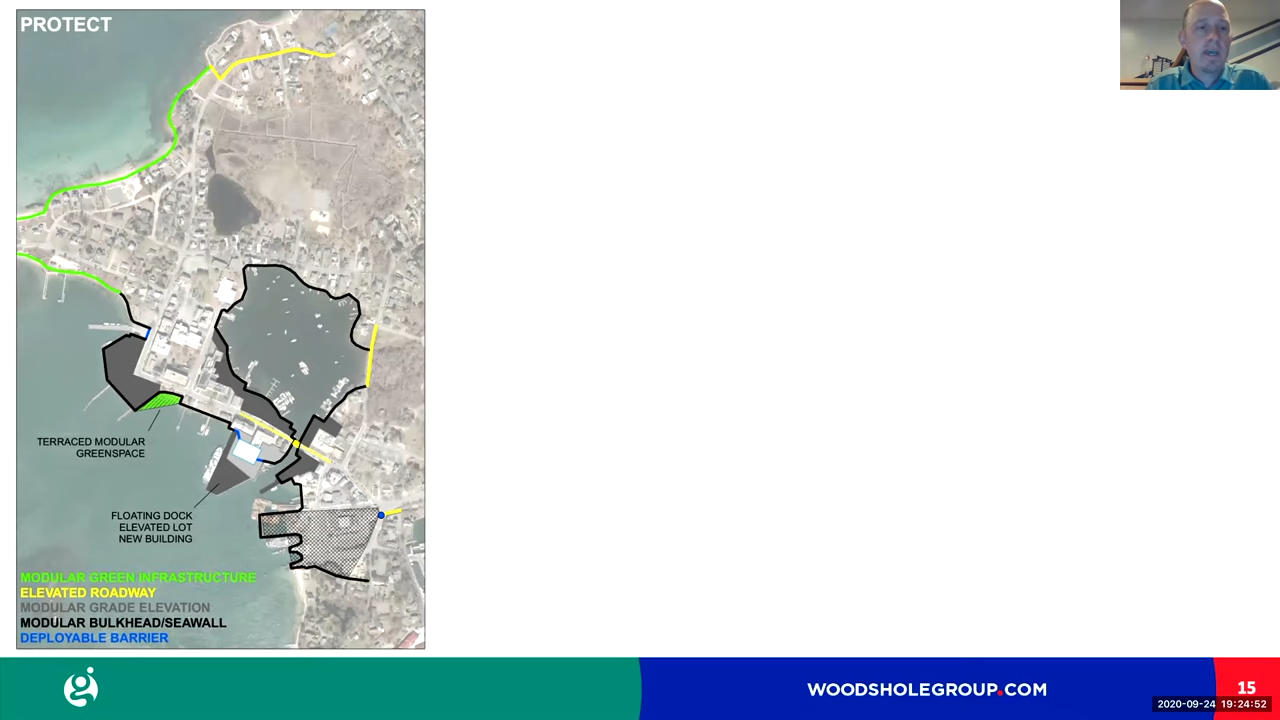 PROTECT
TERRACED MODULAR
GREENSPACE
FLOATING DOCK
ELEVATED LOT
NEW BUILDING
MODULAR GREEN INFRASTRUCTURE
ELEVATED ROADWAY
MODULAR GRADE ELEVATION
MODULAR BULKHEAD/SEAWALL
DEPLOYABLE BARRIER
WOODSHOLEGROUP.COM
15
2020-09-24 19:24:52